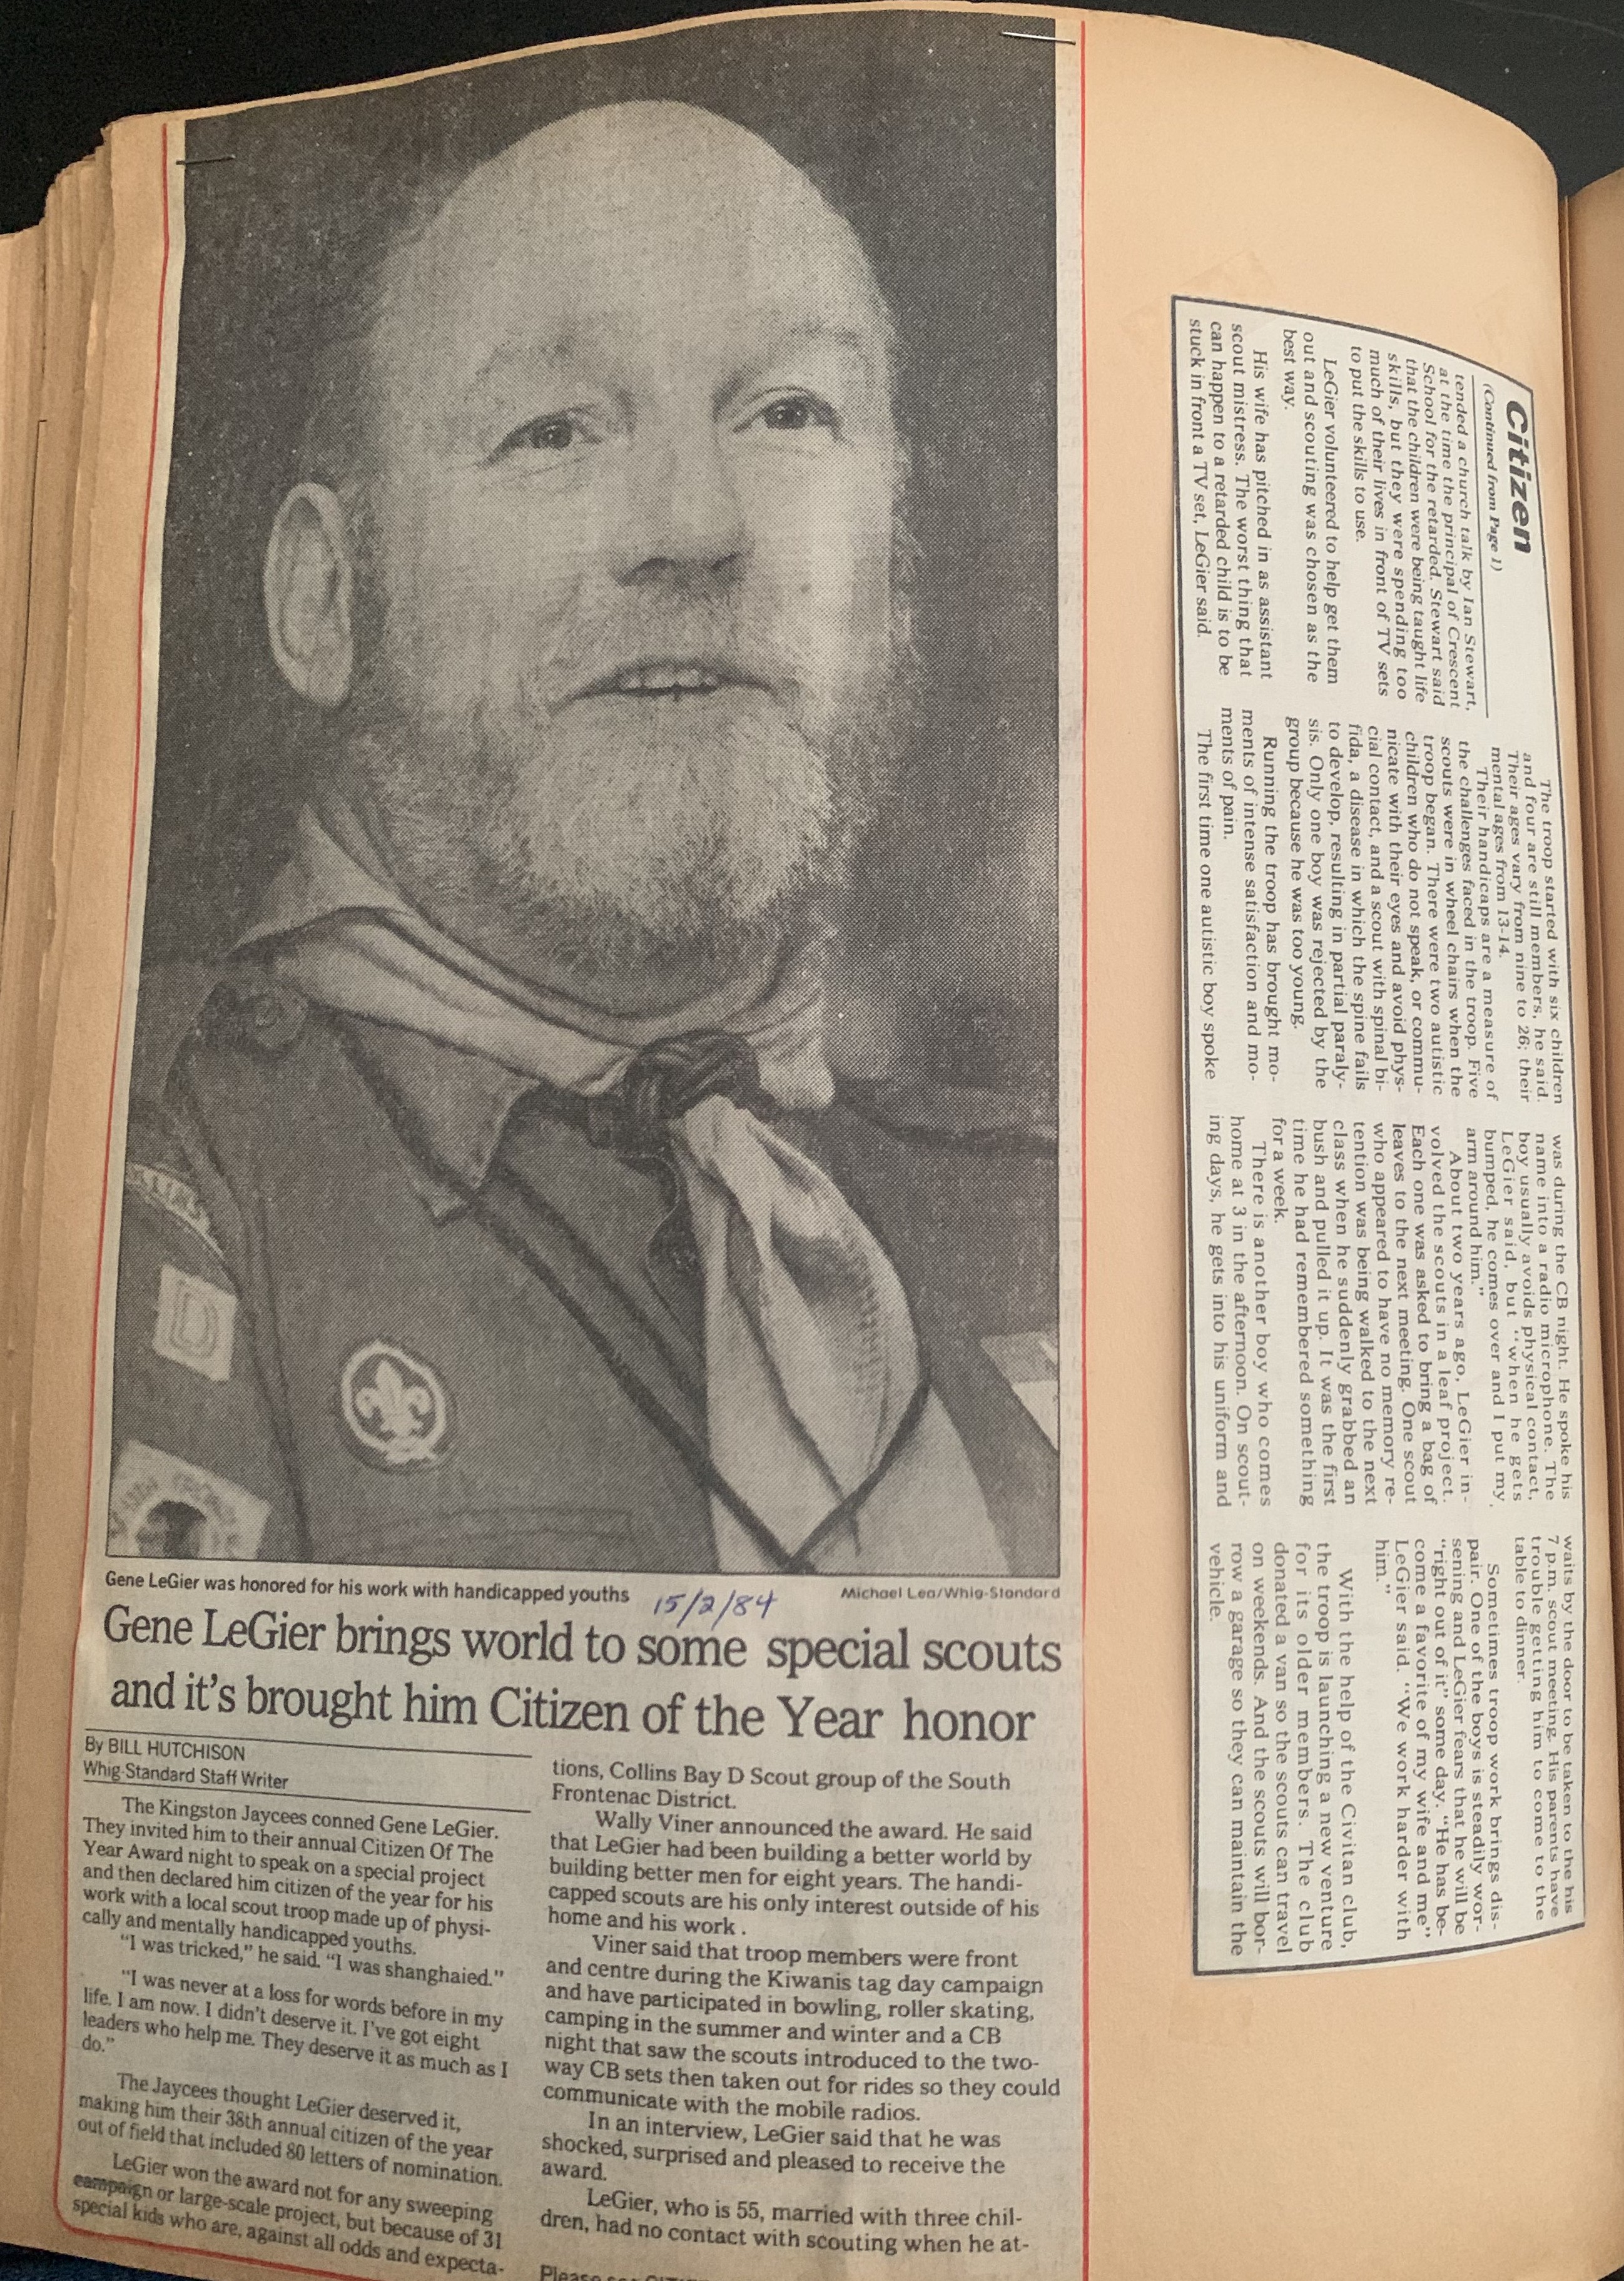 Gene LeGier was honored for his work with handicapped youths
15/2/84
Michael Lea/Whig-Standard
Gene LeGier brings world to some special scouts
and it's brought him Citizen of the Year honor
By BILL HUTCHISON
Whig-Standard Staff Writer
The Kingston Jaycees conned Gene LeGier.
They invited him to their annual Citizen Of The
Year Award night to speak on a special project
and then declared him citizen of the year for his
work with a local scout troop made up of physi-
cally and mentally handicapped youths.
"I was tricked," he said. "I was shanghaied."
"I was never at a loss for words before in my
life. I am now. I didn't deserve it. I've got eight
leaders who help me. They deserve it as much as I
do."
The Jaycees thought LeGier deserved it,
making him their 38th annual citizen of the year
out of field that included 80 letters of nomination.
LeGier won the award not for any sweeping
campaign or large-scale project, but because of 31
special kids who are, against all odds and expecta-
tions, Collins Bay D Scout group of the South
Frontenac District.
Wally Viner announced the award. He said
that LeGier had been building a better world by
building better men for eight years. The handi-
capped scouts are his only interest outside of his
home and his work .
Viner said that troop members were front
and centre during the Kiwanis tag day campaign
and have participated in bowling, roller skating,
camping in the summer and winter and a CB
night that saw the scouts introduced to the two-
way CB sets then taken out for rides so they could
communicate with the mobile radios.
In an interview, LeGier said that he was
shocked, surprised and pleased to receive the
award.
LeGier, who is 55, married with three chil-
dren, had no contact with scouting when he at-
Please
Citizen
(Continued from Page 1)
tended a church talk by Ian Stewart,
at the time the principal of Crescent
School for the retarded. Stewart said
that the children were being taught life
skills, but they were spending too
much of their lives in front of TV sets
to put the skills to use.
LeGier volunteered to help get them
out and scouting was chosen as the
best way.
His wife has pitched in as assistant
scout mistress. The worst thing that
can happen to a retarded child is to be
stuck in front a TV set, LeGier said.
The troop started with six children
and four are still members, he said.
Their ages vary from nine to 26; their
mental ages from 13-14.
Their handicaps are a measure of
the challenges faced in the troop. Five
scouts were in wheel chairs when the
troop began. There were two autistic
children who do not speak, or commu-
nicate with their eyes and avoid phys-
cial contact, and a scout with spinal bi-
fida, a disease in which the spine fails
to develop, resulting in partial paraly-
sis. Only one boy was rejected by the
group because he was too young.
Running the troop has brought mo-
ments of intense satisfaction and mo-
ments of pain.
The first time one autistic boy spoke
was during the CB night. He spoke his
name into a radio microphone. The
boy usually avoids physical contact,
LeGier said, but "when he gets
bumped, he comes over and I put my
arm around him."
About two years ago, LeGier in-
volved the scouts in a leaf project.
Each one was asked to bring a bag of
leaves to the next meeting. One scout
who appeared to have no memory re-
tention was being walked to the next
class when he suddenly grabbed an
bush and pulled it up. It was the first
time he had remembered something
for a week.
There is another boy who comes
home at 3 in the afternoon. On scout-
ing days, he gets into his uniform and
waits by the door to be taken to the his
7 p.m. scout meeting. His parents have
trouble getting him to come to the
table to dinner.
Sometimes troop work brings dis-
pair. One of the boys is steadily wor-
sening and LeGier fears that he will be
"right out of it" some day. "He has be-
come a favorite of my wife and me"
LeGier said. "We work harder with
him."
With the help of the Civitan club,
the troop is launching a new venture
for its older members. The club
donated a van so the scouts can travel
on weekends. And the scouts will bor-
row a garage so they can maintain the
vehicle.
D